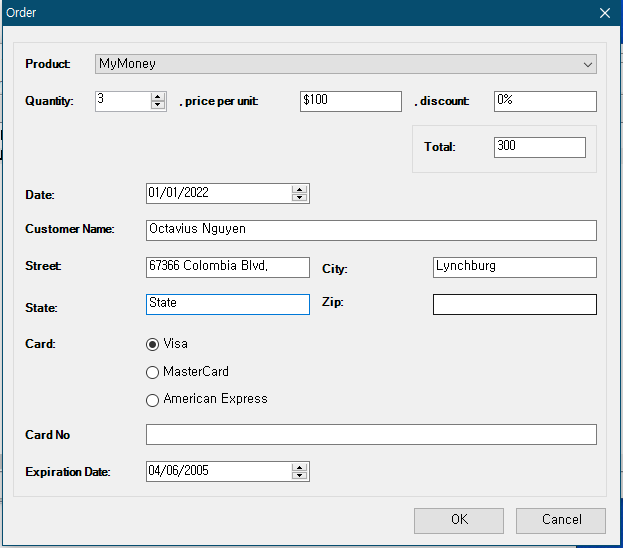 Order
Product: MyMoney
Quantity: 3 , price per unit: $100 , discount: 0%
Total: 300
Date: 01/01/2022
Customer Name: Octavius Nguyen
Street: 67366 Colombia Blvd, City: Lynchburg
State: State Zip:
Card: Visa
MasterCard
American Express
Card No
Expiration Date: 04/06/2005
OK Cancel